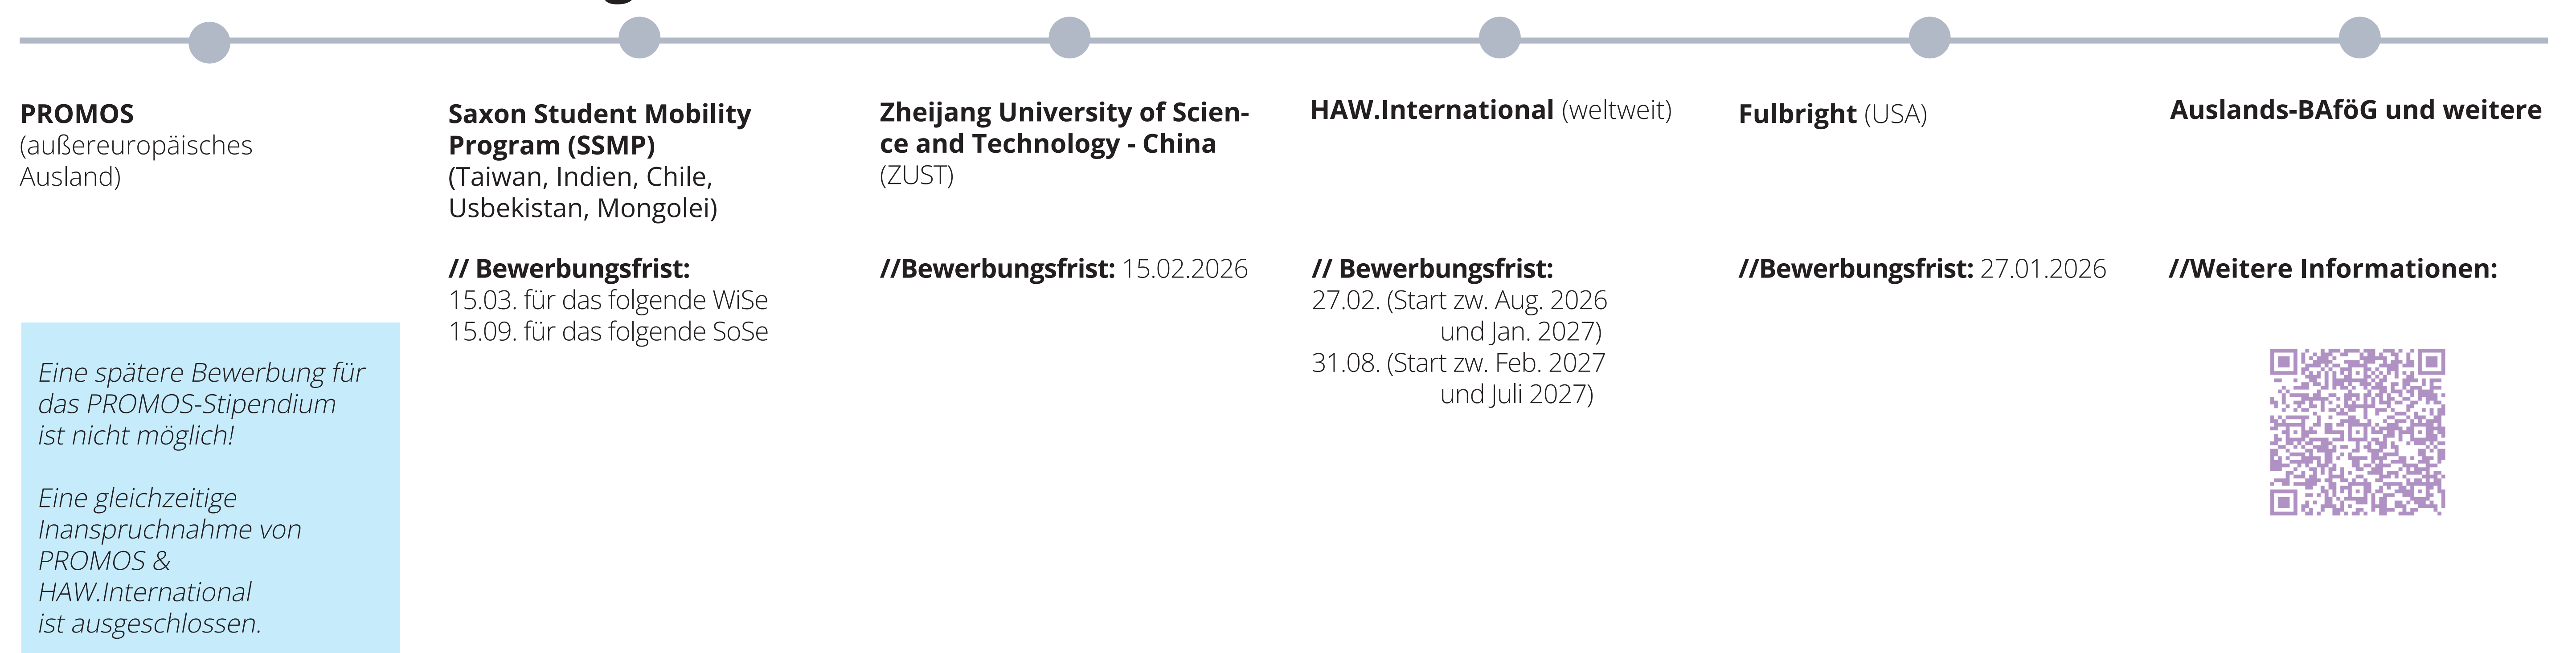 PROMOS
(außereuropäisches
Ausland)
Eine spätere Bewerbung für
das PROMOS-Stipendium
ist nicht möglich!
Eine gleichzeitige
Inanspruchnahme von
PROMOS &
HAW.International
ist ausgeschlossen.
Saxon Student Mobility
Program (SSMP)
(Taiwan, Indien, Chile,
Usbekistan, Mongolei)
// Bewerbungsfrist:
15.03. für das folgende WiSe
15.09. für das folgende SoSe
Zheijang University of Scien-
ce and Technology - China
(ZUST)
//Bewerbungsfrist: 15.02.2026
HAW.International (weltweit)
// Bewerbungsfrist:
27.02. (Start zw. Aug. 2026
und Jan. 2027)
31.08. (Start zw. Feb. 2027
und Juli 2027)
Fulbright (USA)
//Bewerbungsfrist: 27.01.2026
Auslands-BAföG und weitere
//Weitere Informationen: